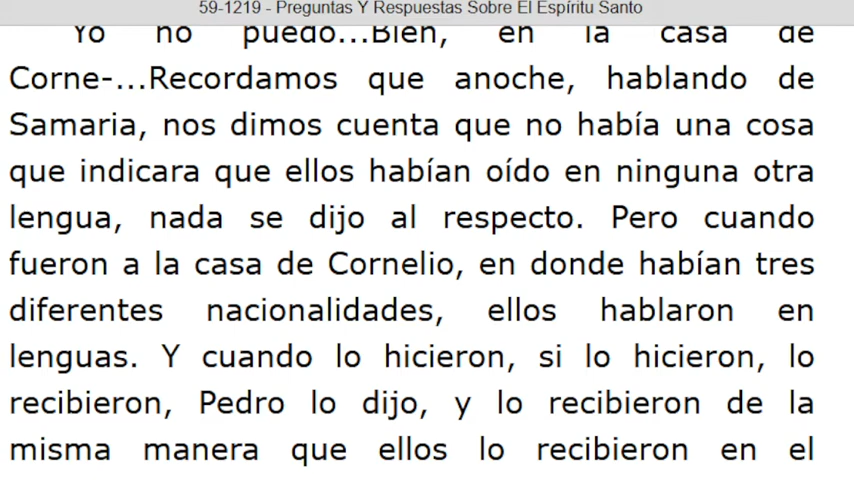 59-1219 - Preguntas Y Respuestas Sobre El Espíritu Santo
Yo no puedo...Bien, en la casa de
Corne-...Recordamos que anoche, hablando de
Samaria, nos dimos cuenta que no había una cosa
que indicara que ellos habían oído en ninguna otra
lengua, nada se dijo al respecto. Pero cuando
fueron a la casa de Cornelio, en donde habían tres
diferentes nacionalidades, ellos hablaron en
lenguas. Y cuando lo hicieron, si lo hicieron, lo
recibieron, Pedro lo dijo, y lo recibieron de la
misma manera que ellos lo recibieron en el